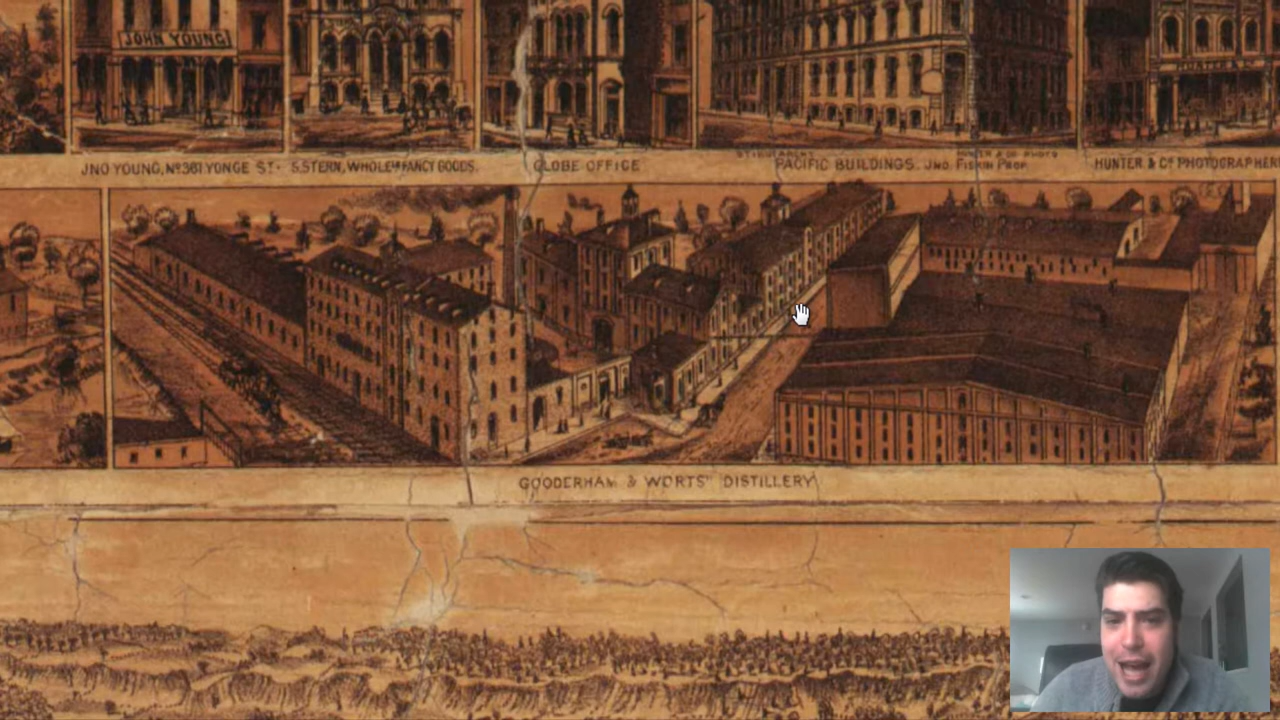 JOHN YOUNG
JNO YOUNG, No 361 YONGE ST.
S. STERN, WHOLE FANCY GOODS.
GLOBE OFFICE
PACIFIC BUILDINGS. JNO. FISKIN PROP.
HUNTER & Co PHOTOGRAPHER
GOODERHAM & WORTS" DISTILLERY